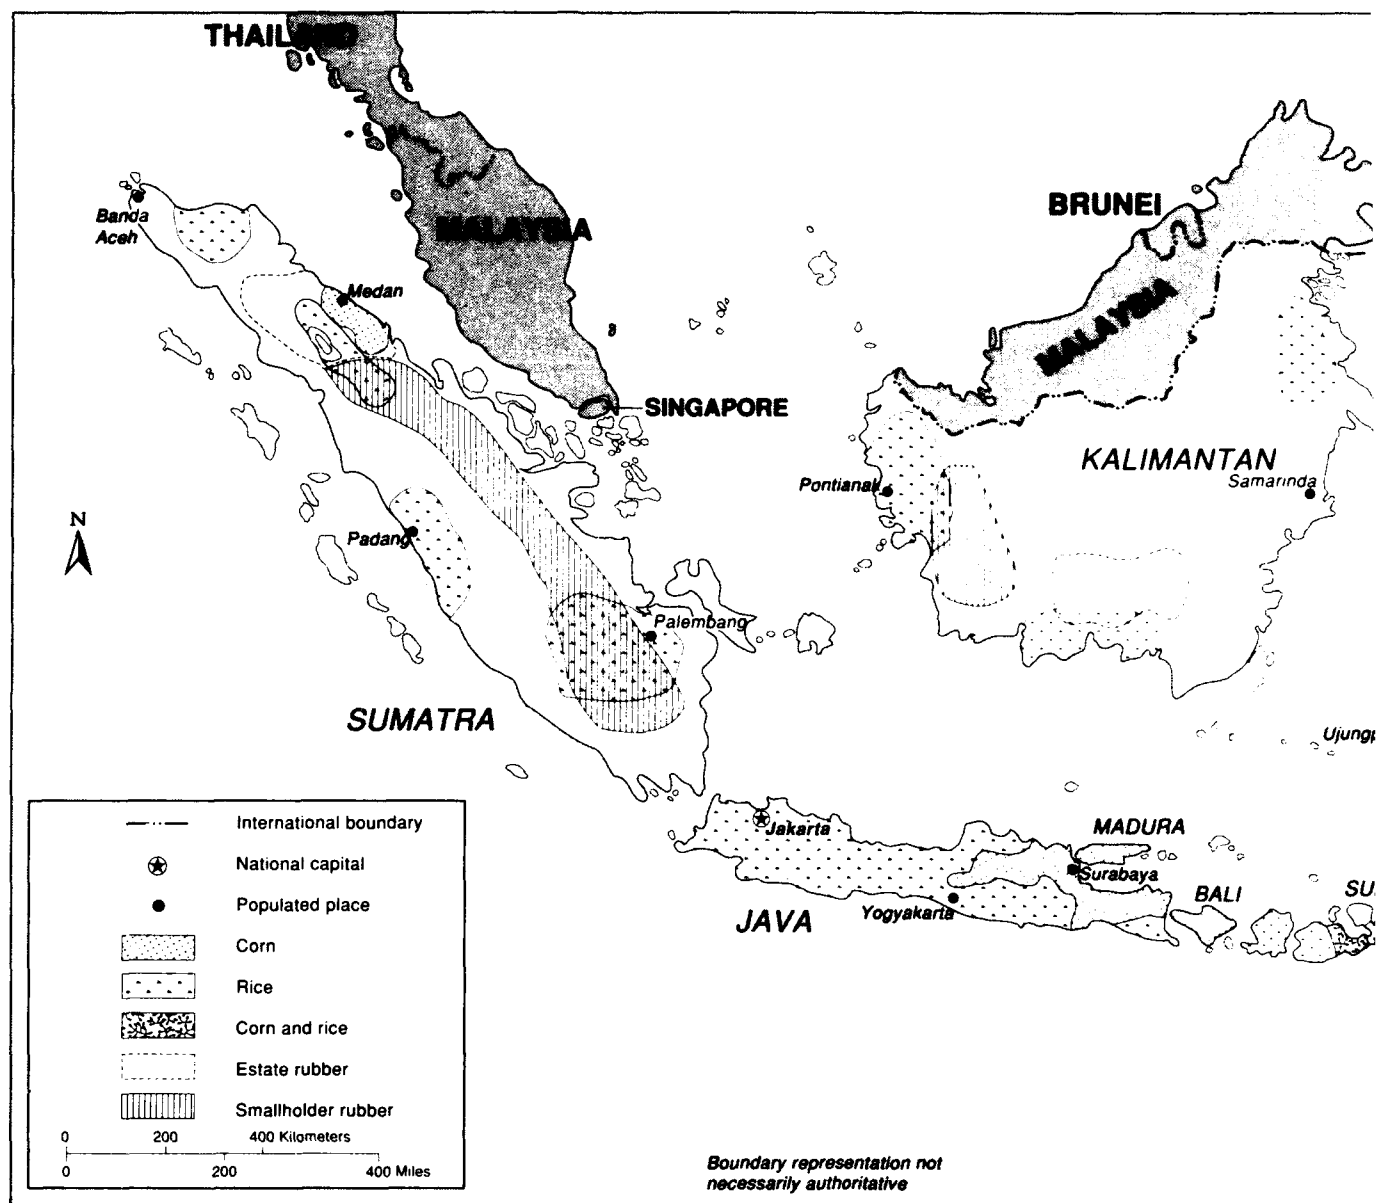 THAILAND
MALAYSIA
BRUNEI
MALAYSIA
Banda
Aceh
Medan
SINGAPORE
KALIMANTAN
Samarinda
Pontianak
N
Padang
Palembang
SUMATRA
Ujungp
Jakarta
MADURA
Surabaya
BALI
SU
Yogyakarta
JAVA
International boundary
National capital
Populated place
Corn
Rice
Corn and rice
Estate rubber
Smallholder rubber
0 200 400 Kilometers
0 200 400 Miles
Boundary representation not
necessarily authoritative